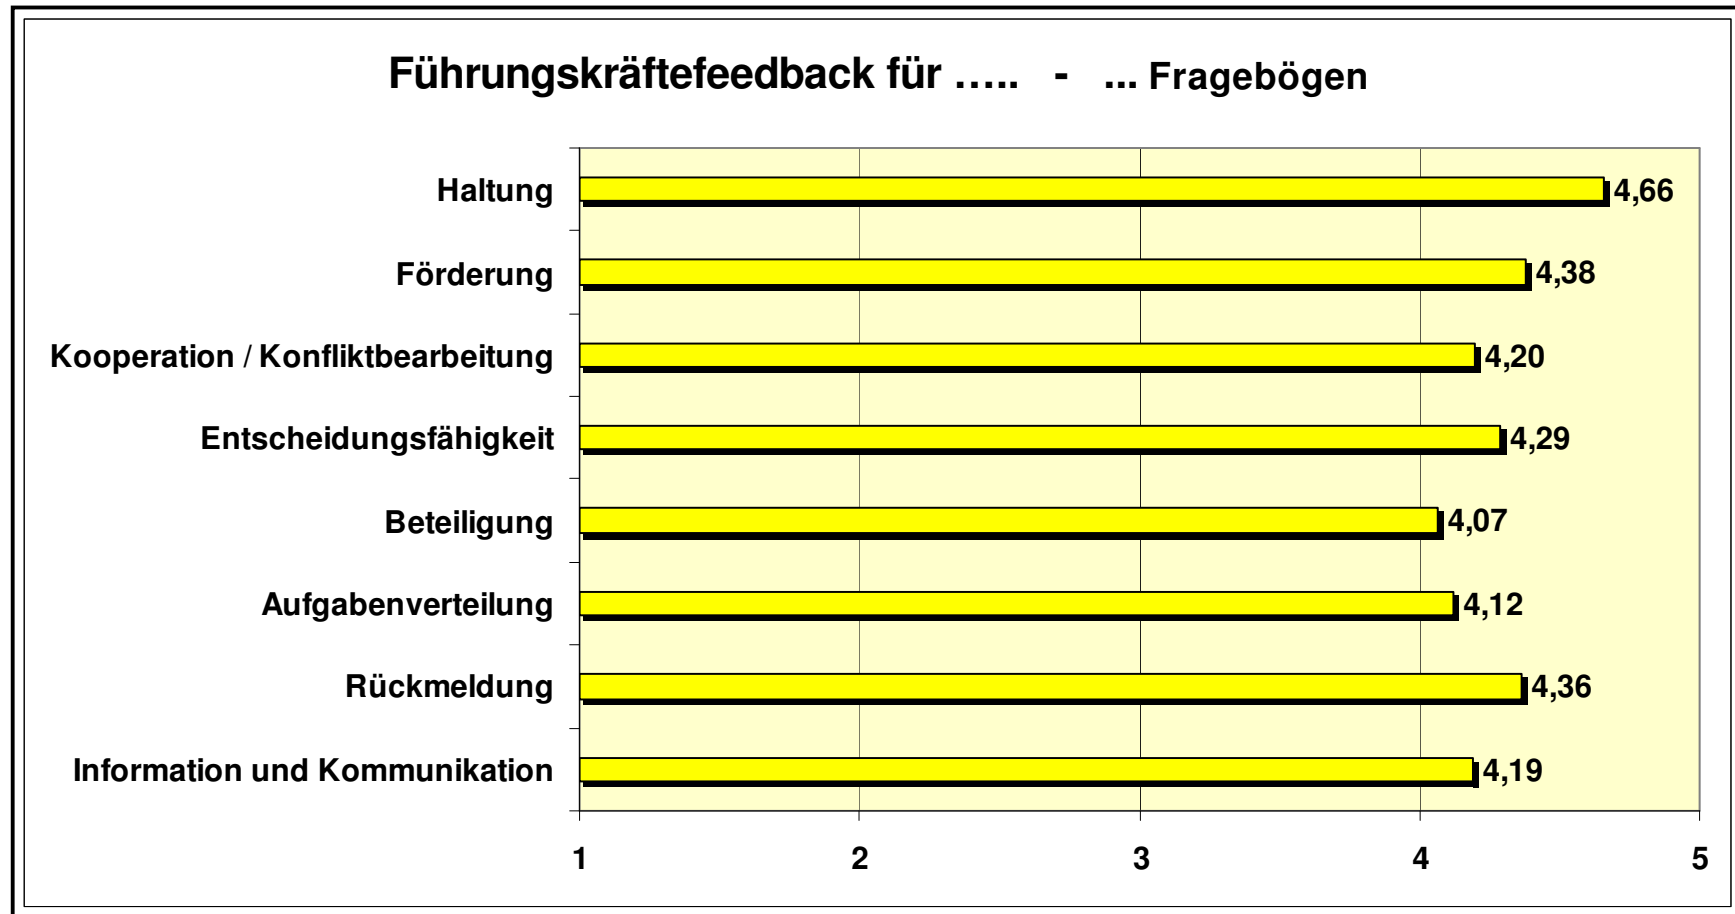 Führungskräftefeedback für ….. - ... Fragebögen
Haltung 4,66
Förderung 4,38
Kooperation / Konfliktbearbeitung 4,20
Entscheidungsfähigkeit 4,29
Beteiligung 4,07
Aufgabenverteilung 4,12
Rückmeldung 4,36
Information und Kommunikation 4,19
1 2 3 4 5